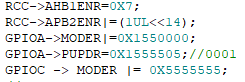 RCC->AHB1ENR=0X7;
RCC->APB2ENR|=(1UL<<14);
GPIOA->MODER|=0X1550000;
GPIOA->PUPDR=0X1555505;//0001
GPIOC -> MODER |= 0X5555555;